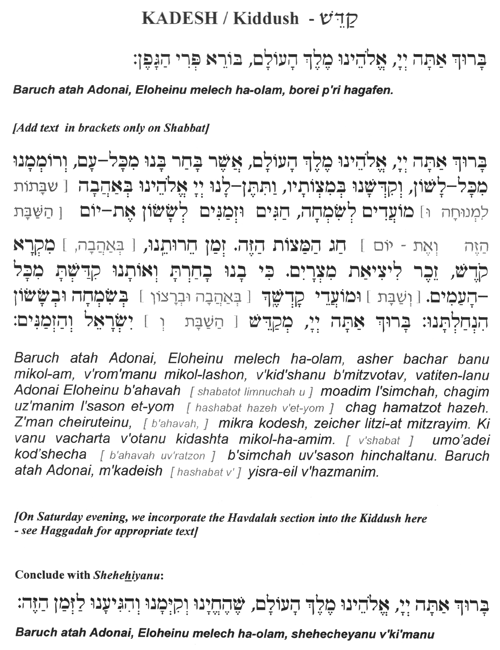 KADESH / Kiddush - קַדֵּשׁ
בָּרוּךְ אַתָּה יְיָ, אֱלֹהֵינוּ מֶלֶךְ הָעוֹלָם, בּוֹרֵא פְּרִי הַגָּפֶן:
Baruch atah Adonai, Eloheinu melech ha-olam, borei p'ri hagafen.
[Add text in brackets only on Shabbat]
בָּרוּךְ אַתָּה יְיָ, אֱלֹהֵינוּ מֶלֶךְ הָעוֹלָם, אֲשֶׁר בָּחַר בָּנוּ מִכָּל–עָם, וְרוֹמְמָנוּ
מִכָּל–לָשׁוֹן, וְקִדְּשָׁנוּ בְּמִצְוֹתָיו, וַתִּתֶּן–לָנוּ יְיָ אֱלֹהֵינוּ בְּאַהֲבָה [ שבתות
לִמְנוּחָה וּ] מוֹעֲדִים לְשִׂמְחָה, חַגִּים וּזְמַנִּים לְשָׂשׂוֹן אֶת–יוֹם [ הַשַּׁבָּת
הַזֶּה וְאֶת - יוֹם ] חַג הַמַּצּוֹת הַזֶּה. זְמַן חֵרוּתֵנוּ, [ בְּאַהֲבָה, ] מִקְרָא
קֹדֶשׁ, זֵכֶר לִיצִיאַת מִצְרָיִם. כִּי בָנוּ בָחַרְתָּ וְאוֹתָנוּ קִדַּשְׁתָּ מִכָּל
–הָעַמִּים. [ וְשַׁבָּת ] וּמוֹעֲדֵי קָדְשֶׁךָ [ בְּאַהֲבָה וּבְרָצוֹן ] בְּשִׂמְחָה וּבְשָׂשׂוֹן
הִנְחַלְתָּנוּ: בָּרוּךְ אַתָּה יְיָ, מְקַדֵּשׁ [ הַשַּׁבָּת וְ ] יִשְׂרָאֵל וְהַזְּמַנִּים:
Baruch atah Adonai, Eloheinu melech ha-olam, asher bachar banu
mikol-am, v'rom'manu mikol-lashon, v'kid'shanu b'mitzvotav, vatiten-lanu
Adonai Eloheinu b'ahavah [ shabatot limnuchah u ] moadim l'simchah, chagim
uz'manim l'sason et-yom [ hashabat hazeh v'et-yom ] chag hamatzot hazeh.
Z'man cheiruteinu, [ b'ahavah, ] mikra kodesh, zeicher litzi-at mitzrayim. Ki
vanu vacharta v'otanu kidashta mikol-ha-amim. [ v'shabat ] umo'adei
kod'shecha [ b'ahavah uv'ratzon ] b'simchah uv'sason hinchaltanu. Baruch
atah Adonai, m'kadeish [ hashabat v' ] yisra-eil v'hazmanim.
[On Saturday evening, we incorporate the Havdalah section into the Kiddush here
- see Haggadah for appropriate text]
Conclude with Shehehiyanu:
בָּרוּךְ אַתָּה יְיָ, אֱלֹהֵינוּ מֶלֶךְ הָעוֹלָם, שֶׁהֶחֱיָנוּ וְקִיְּמָנוּ וְהִגִּיעָנוּ לַזְּמַן הַזֶּה:
Baruch atah Adonai, Eloheinu melech ha-olam, shehecheyanu v'ki'manu